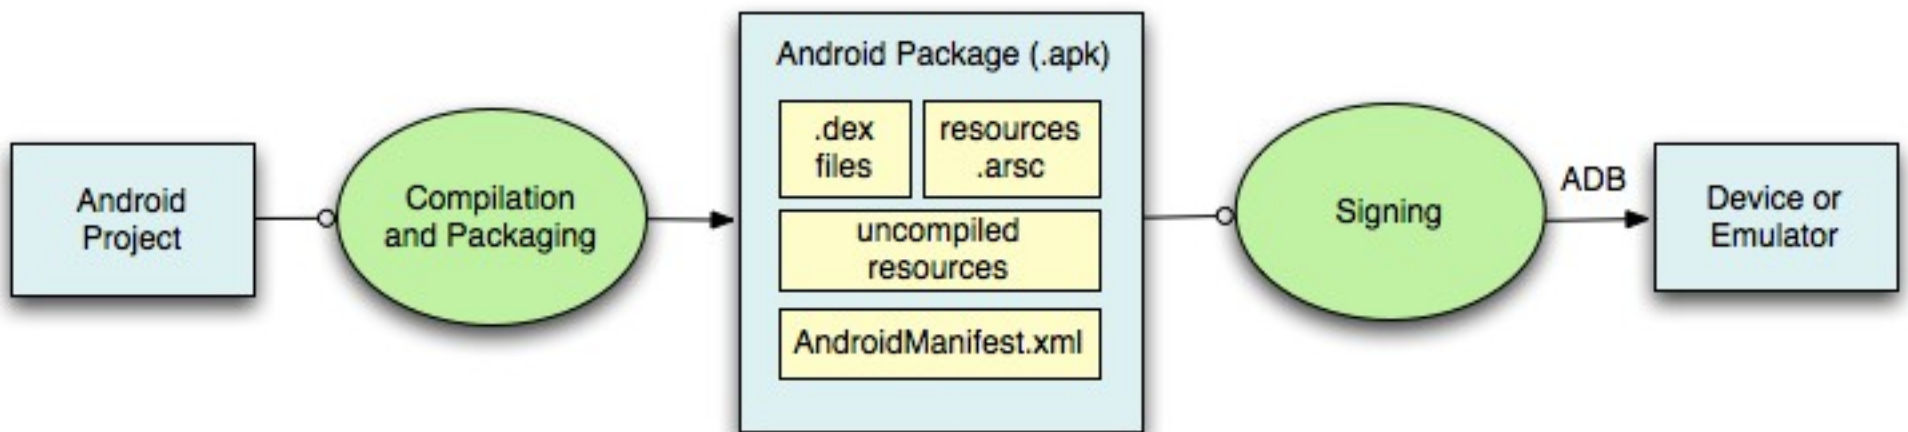 Android
Project
Compilation
and Packaging
Android Package (.apk)
.dex
files
resources
.arsc
uncompiled
resources
AndroidManifest.xml
Signing
ADB
Device or
Emulator